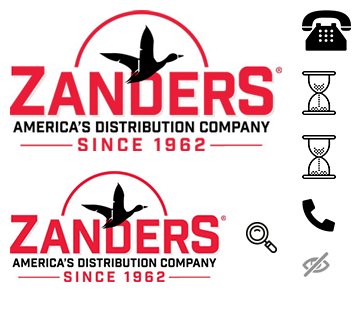 ZANDERS®
AMERICA'S DISTRIBUTION COMPANY
SINCE 1962
ZANDERS®
AMERICA'S DISTRIBUTION COMPANY
SINCE 1962